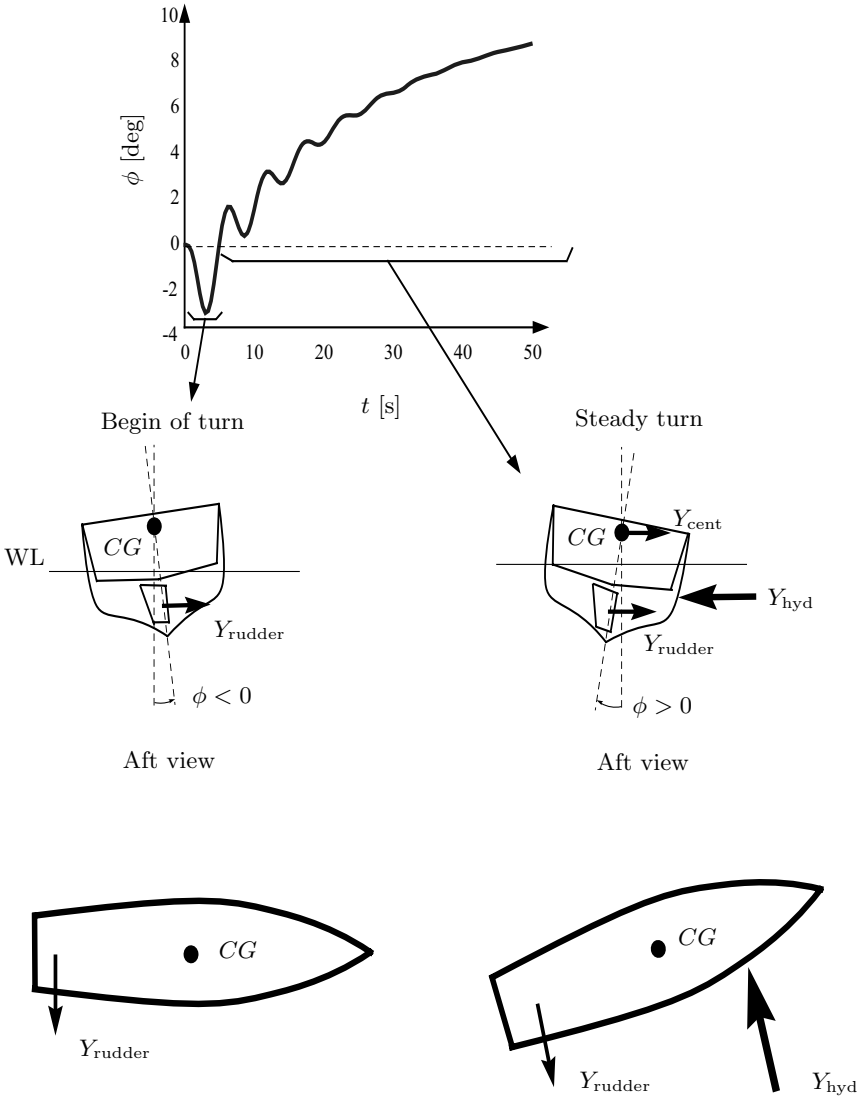 10
8
6
4
2
0
-2
-4
ϕ [deg]
0 10 20 30 40 50
t [s]
Begin of turn
Steady turn
CG
WL
Y_rudder
ϕ < 0
Aft view
CG
Y_cent
Y_hyd
Y_rudder
ϕ > 0
Aft view
CG
Y_rudder
CG
Y_rudder
Y_hyd